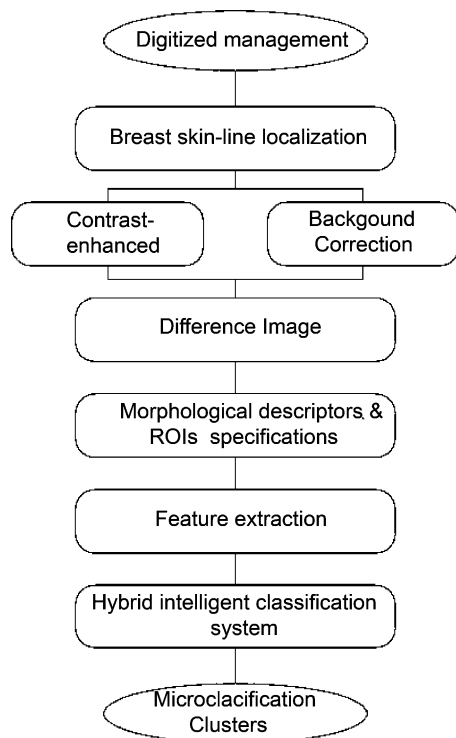 Digitized management
Breast skin-line localization
Contrast-
enhanced
Backgound
Correction
Difference Image
Morphological descriptors, &
ROIs specifications
Feature extraction
Hybrid intelligent classification
system
Microclacification
Clusters